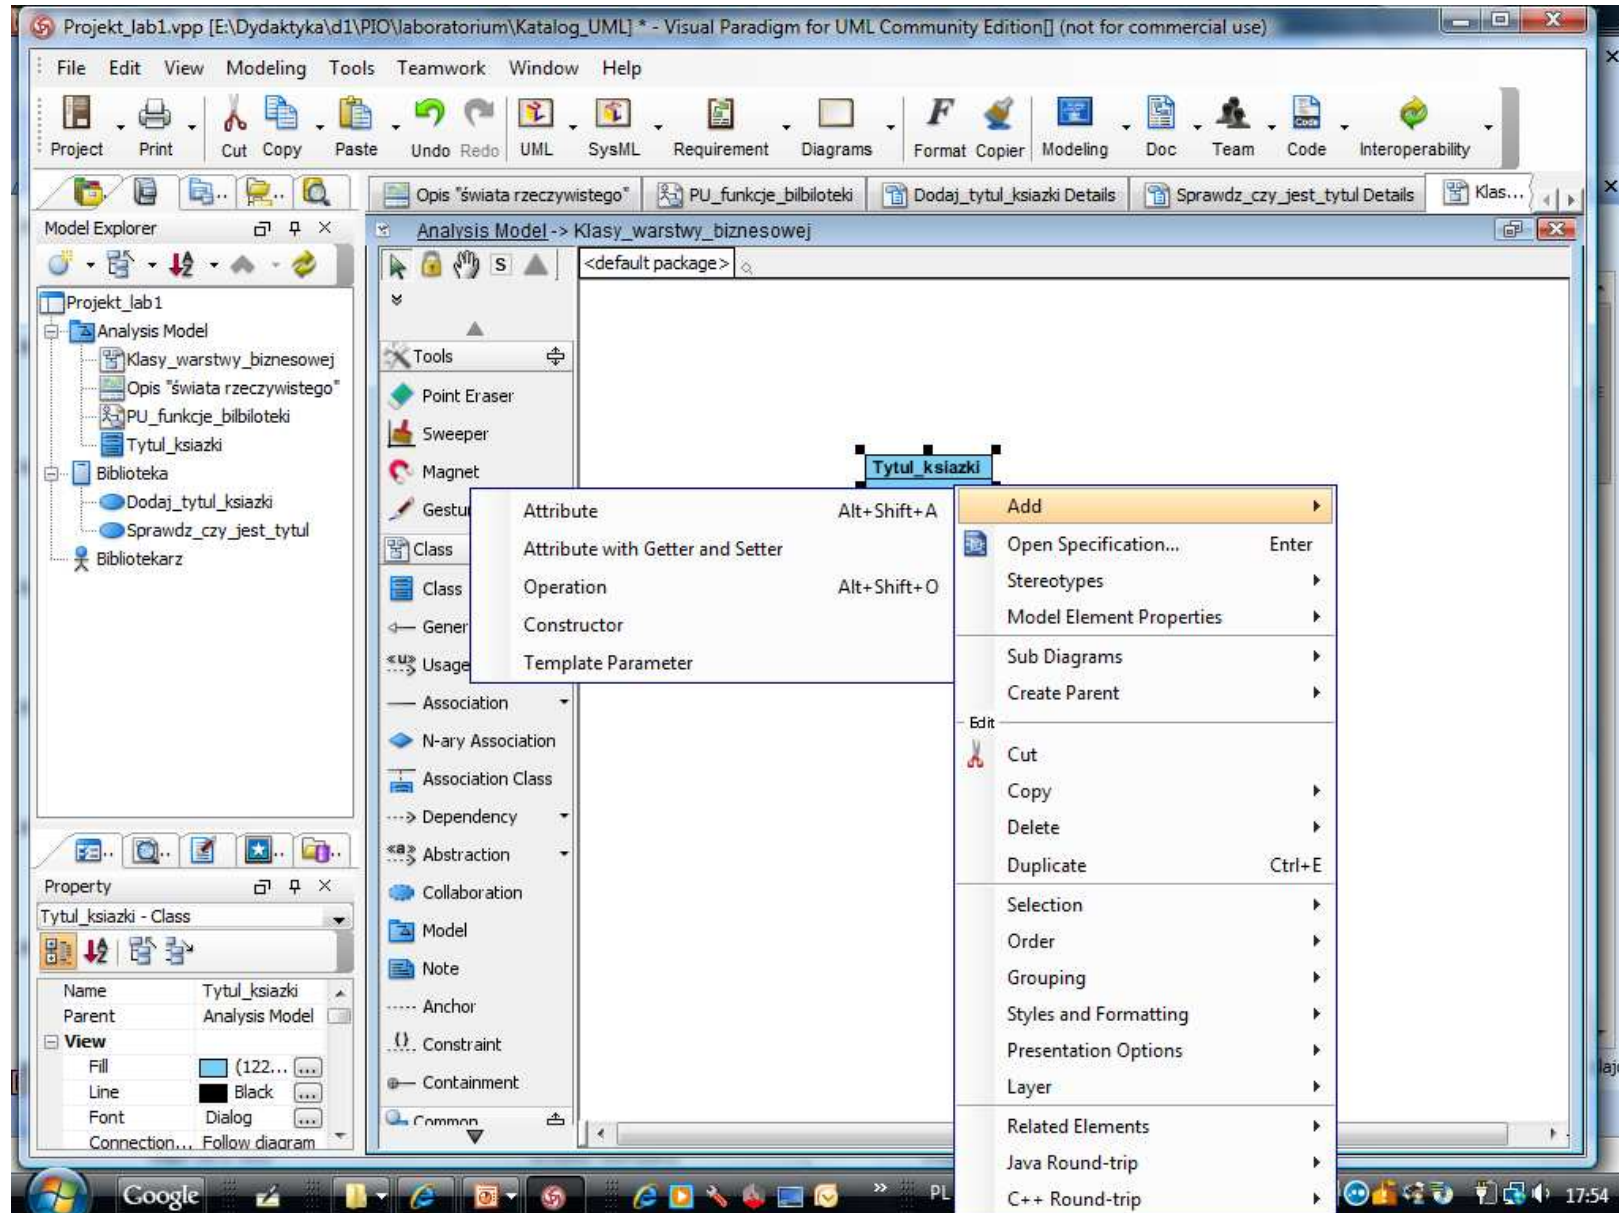 Projekt_lab1.vpp [E:\Dydaktyka\d1\PIO\laboratorium\Katalog_UML] * - Visual Paradigm for UML Community Edition[] (not for commercial use)
File Edit View Modeling Tools Teamwork Window Help
Project Print Cut Copy Paste Undo Redo UML SysML Requirement Diagrams Format Copier Modeling Doc Team Code Interoperability
Opis "świata rzeczywistego" PU_funkcje_bilbiloteki Dodaj_tytul_ksiazki Details Sprawdz_czy_jest_tytul Details Klas...
Model Explorer
Analysis Model -> Klasy_warstwy_biznesowej
S <default package>
Projekt_lab1
Analysis Model
Klasy_warstwy_biznesowej
Opis "świata rzeczywistego"
PU_funkcje_bilbiloteki
Tytul_ksiazki
Biblioteka
Dodaj_tytul_ksiazki
Sprawdz_czy_jest_tytul
Bibliotekarz
Property
Tytul_ksiazki - Class
Name Tytul_ksiazki
Parent Analysis Model
View
Fill (122... ...
Line Black ...
Font Dialog ...
Connection... Follow diagram
Tools
Point Eraser
Sweeper
Magnet
Gestu
Class
Class
Gener
Usage
Association
N-ary Association
Association Class
Dependency
Abstraction
Collaboration
Model
Note
Anchor
Constraint
Containment
Common
Tytul_ksiazki
Attribute Alt+Shift+A
Attribute with Getter and Setter
Operation Alt+Shift+O
Constructor
Template Parameter
Add
Open Specification... Enter
Stereotypes
Model Element Properties
Sub Diagrams
Create Parent
Edit
Cut
Copy
Delete
Duplicate Ctrl+E
Selection
Order
Grouping
Styles and Formatting
Presentation Options
Layer
Related Elements
Java Round-trip
C++ Round-trip
Google PL 17:54